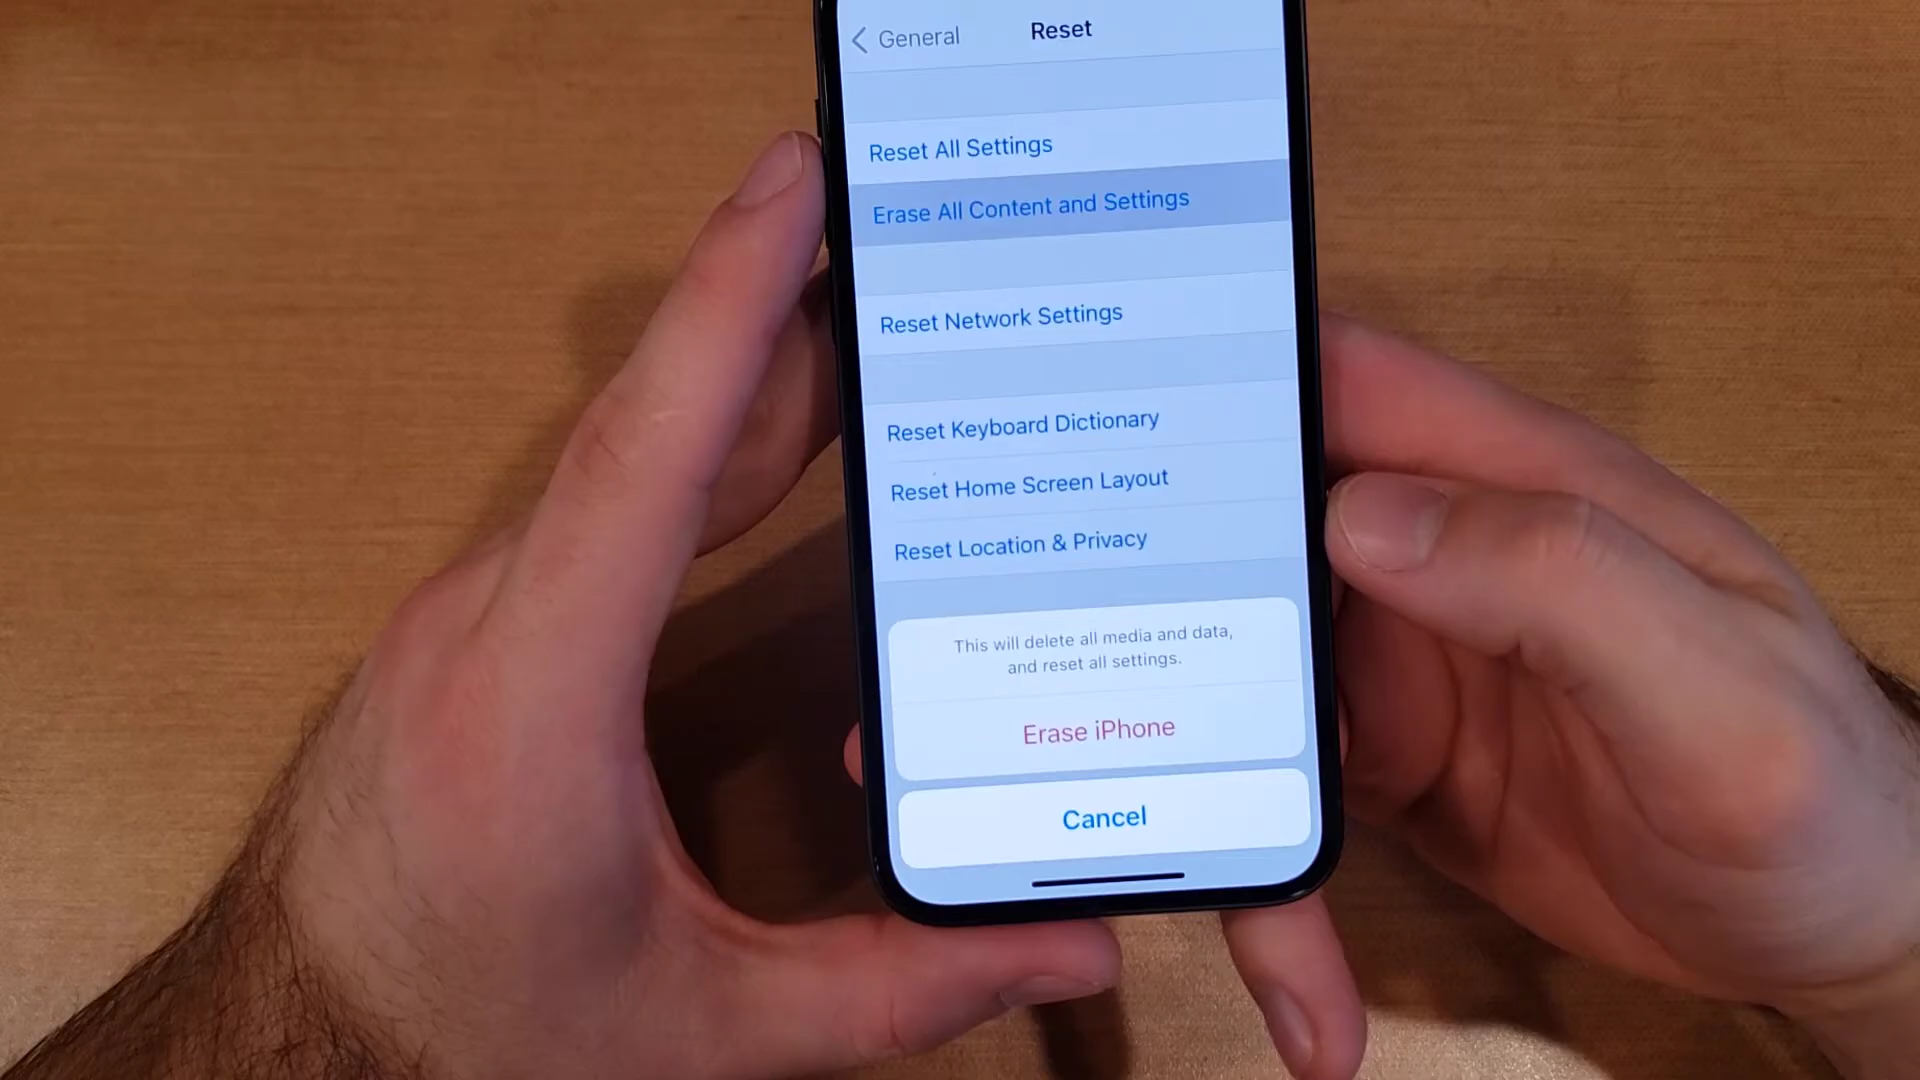 General
Reset
Reset All Settings
Erase All Content and Settings
Reset Network Settings
Reset Keyboard Dictionary
Reset Home Screen Layout
Reset Location & Privacy
This will delete all media and data,
and reset all settings.
Erase iPhone
Cancel